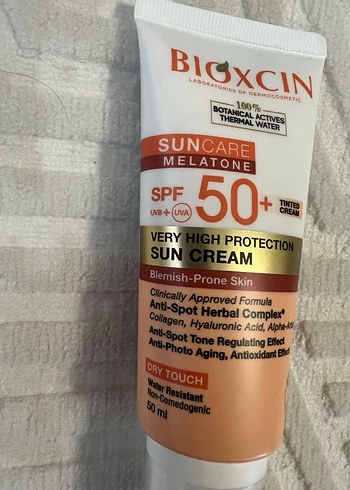 BIOXCIN
LABORATORIES OF DERMOCOSMETIC
100%
BOTANICAL ACTIVES
THERMAL WATER
SUNCARE
MELATONE
SPF 50+
UVB+ UVA
TINTED
CREAM
VERY HIGH PROTECTION
SUN CREAM
Blemish-Prone Skin
Clinically Approved Formula
Anti-Spot Herbal Complex®
Collagen, Hyaluronic Acid,
Anti-Spot Tone Regulating Effect
Anti-Photo Aging, Antioxidant Effect
DRY TOUCH
Water Resistant
Non-Comedogenic
50 ml